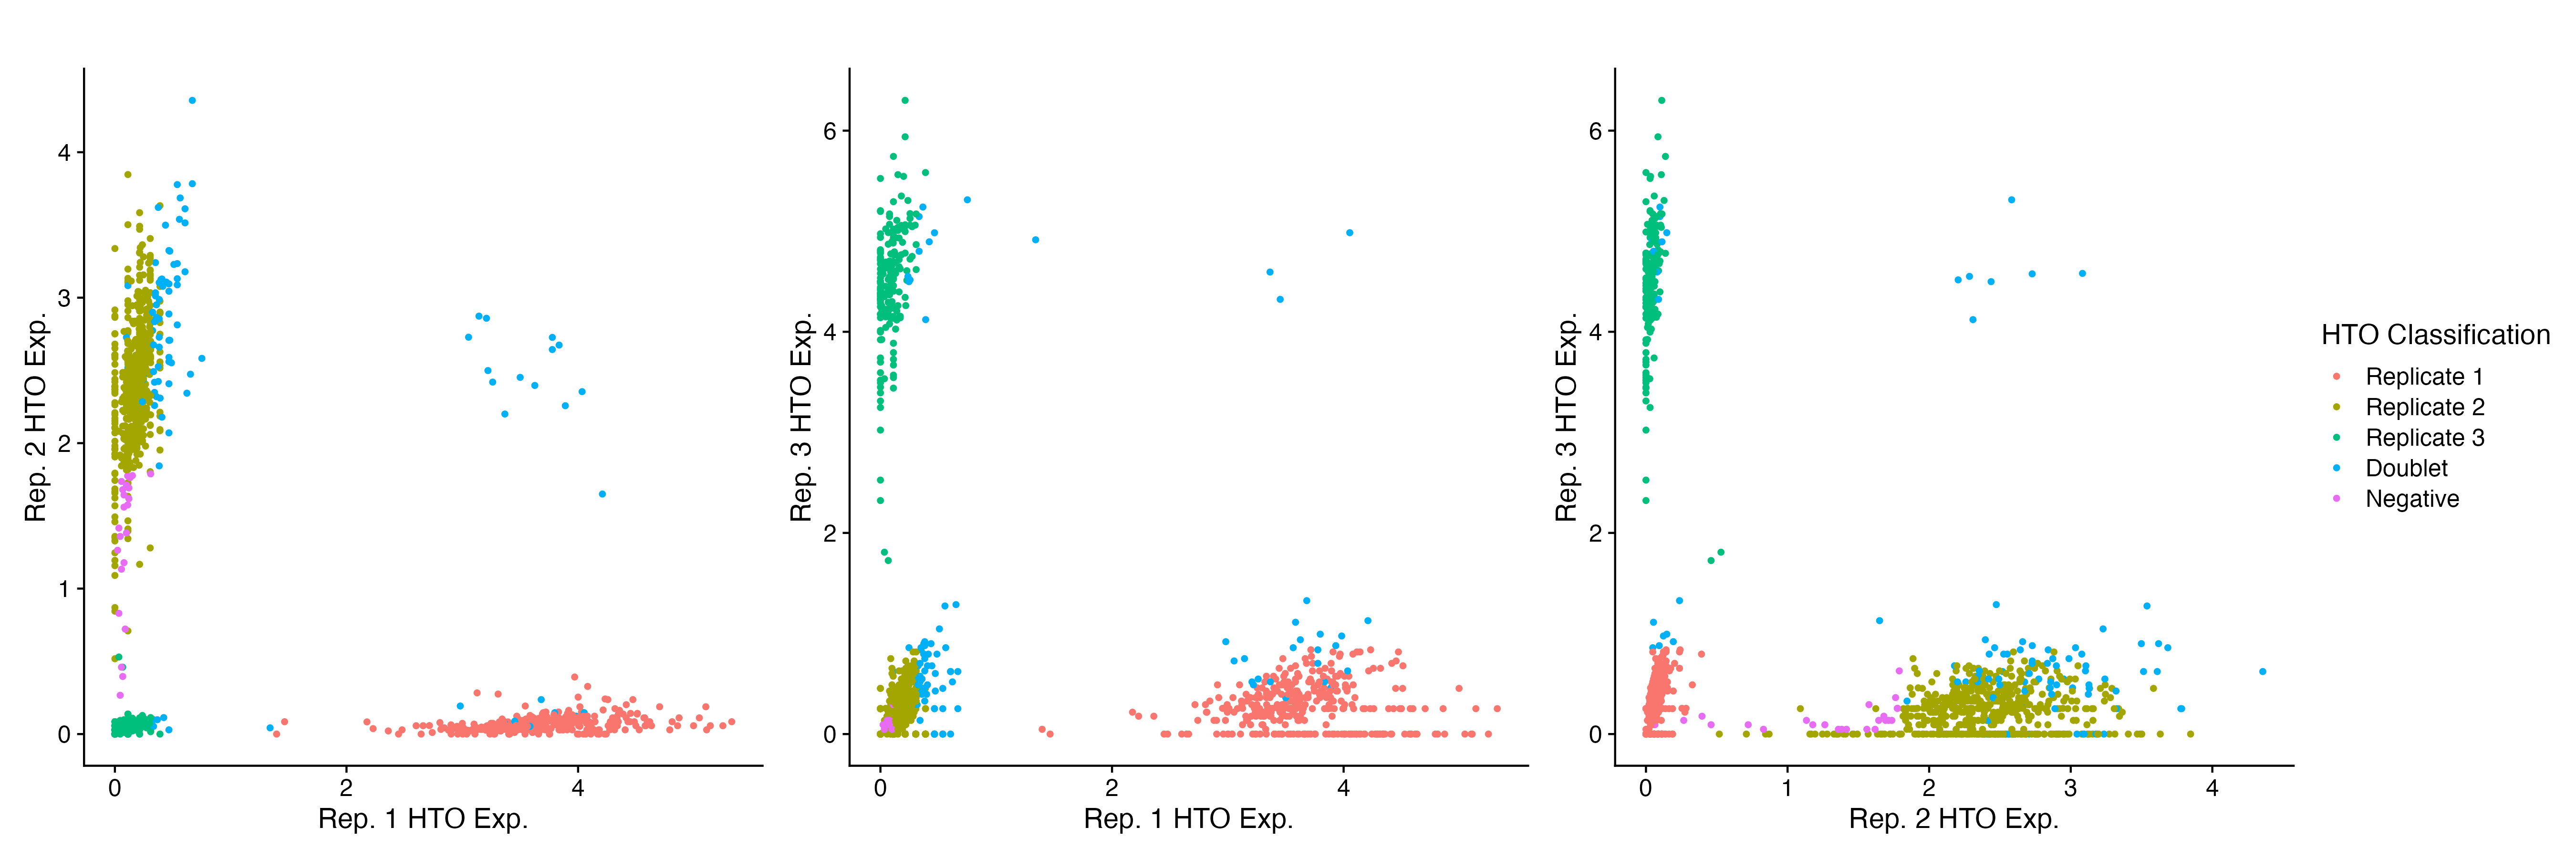 Rep. 2 HTO Exp.
4
3
2
1
0
0 2 4
Rep. 1 HTO Exp.
Rep. 3 HTO Exp.
6
4
2
0
0 2 4
Rep. 1 HTO Exp.
Rep. 3 HTO Exp.
6
4
2
0
0 1 2 3 4
Rep. 2 HTO Exp.
HTO Classification
Replicate 1
Replicate 2
Replicate 3
Doublet
Negative